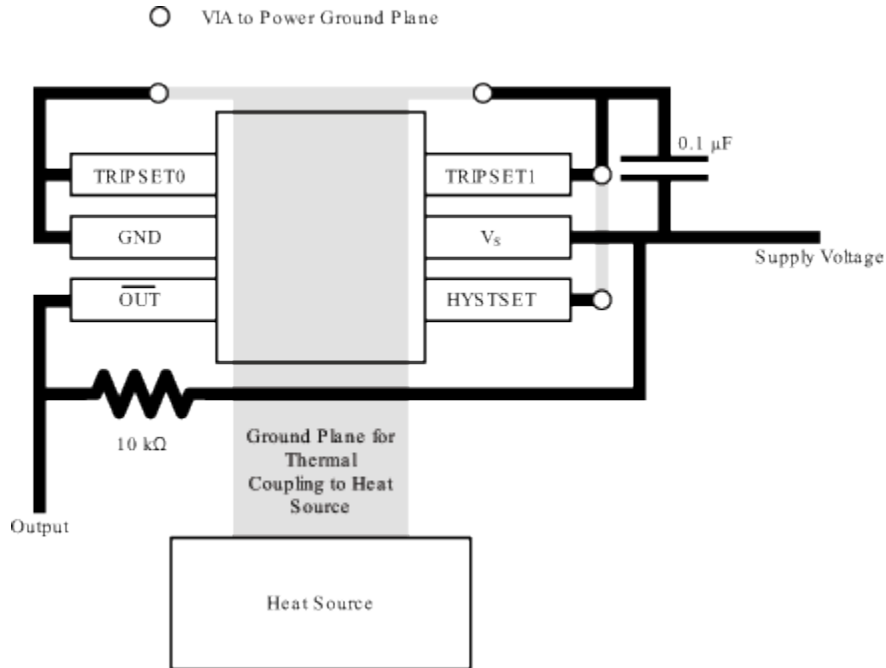 VIA to Power Ground Plane
0.1 µF
TRIPSET0
TRIPSET1
GND
VS
Supply Voltage
OUT
HYSTSET
10 kΩ
Ground Plane for
Thermal
Coupling to Heat
Source
Output
Heat Source